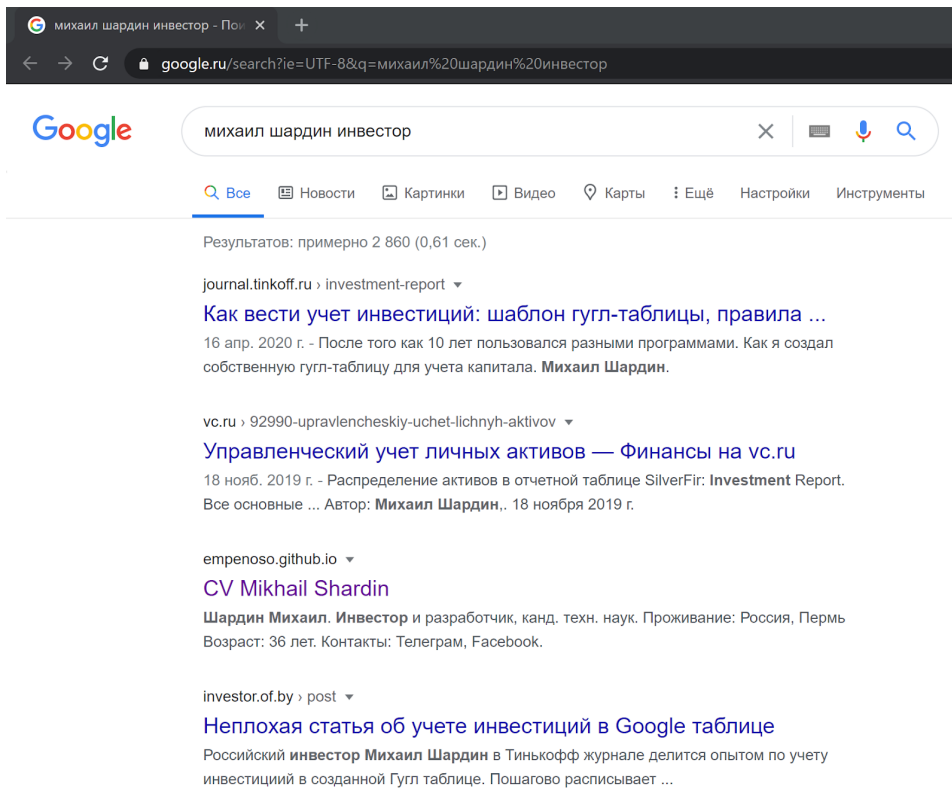 михаил шардин инвестор - Пои
google.ru/search?ie=UTF-8&q=михаил%20шардин%20инвестор
Google
михаил шардин инвестор
Все Новости Картинки Видео Карты Ещё Настройки Инструменты
Результатов: примерно 2 860 (0,61 сек.)
journal.tinkoff.ru › investment-report
Как вести учет инвестиций: шаблон гугл-таблицы, правила ...
16 апр. 2020 г. - После того как 10 лет пользовался разными программами. Как я создал
собственную гугл-таблицу для учета капитала. Михаил Шардин.
vc.ru › 92990-upravlencheskiy-uchet-lichnyh-aktivov
Управленческий учет личных активов — Финансы на vc.ru
18 нояб. 2019 г. - Распределение активов в отчетной таблице SilverFir: Investment Report.
Все основные ... Автор: Михаил Шардин,. 18 ноября 2019 г.
empenoso.github.io
CV Mikhail Shardin
Шардин Михаил. Инвестор и разработчик, канд. техн. наук. Проживание: Россия, Пермь
Возраст: 36 лет. Контакты: Телеграм, Facebook.
investor.of.by › post
Неплохая статья об учете инвестиций в Google таблице
Российский инвестор Михаил Шардин в Тинькофф журнале делится опытом по учету
инвестициий в созданной Гугл таблице. Пошагово расписывает ...